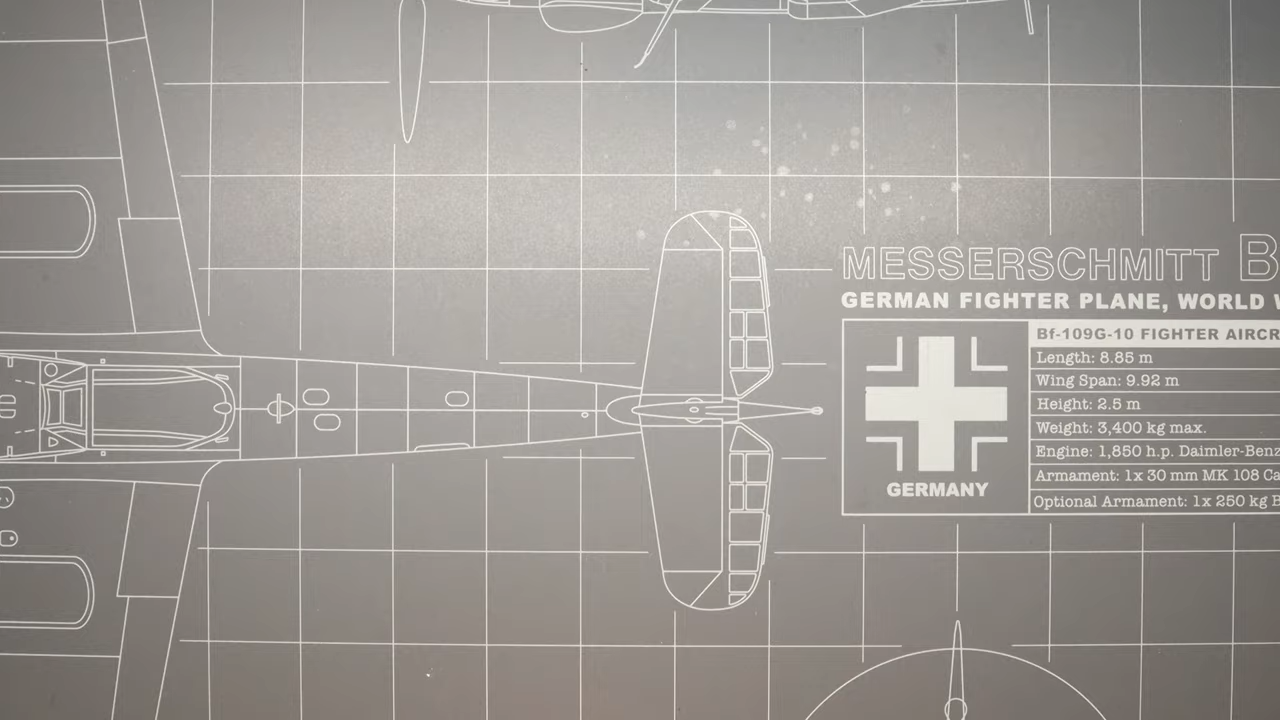 MESSERSCHMITT B
GERMAN FIGHTER PLANE, WORLD
Bf-109G-10 FIGHTER AIRCR
Length: 8.85 m
Wing Span: 9.92 m
Height: 2.5 m
Weight: 3,400 kg max.
Engine: 1,850 h.p. Daimler-Benz
Armament: 1x 30 mm MK 108 Ca
Optional Armament: 1x 250 kg B
GERMANY